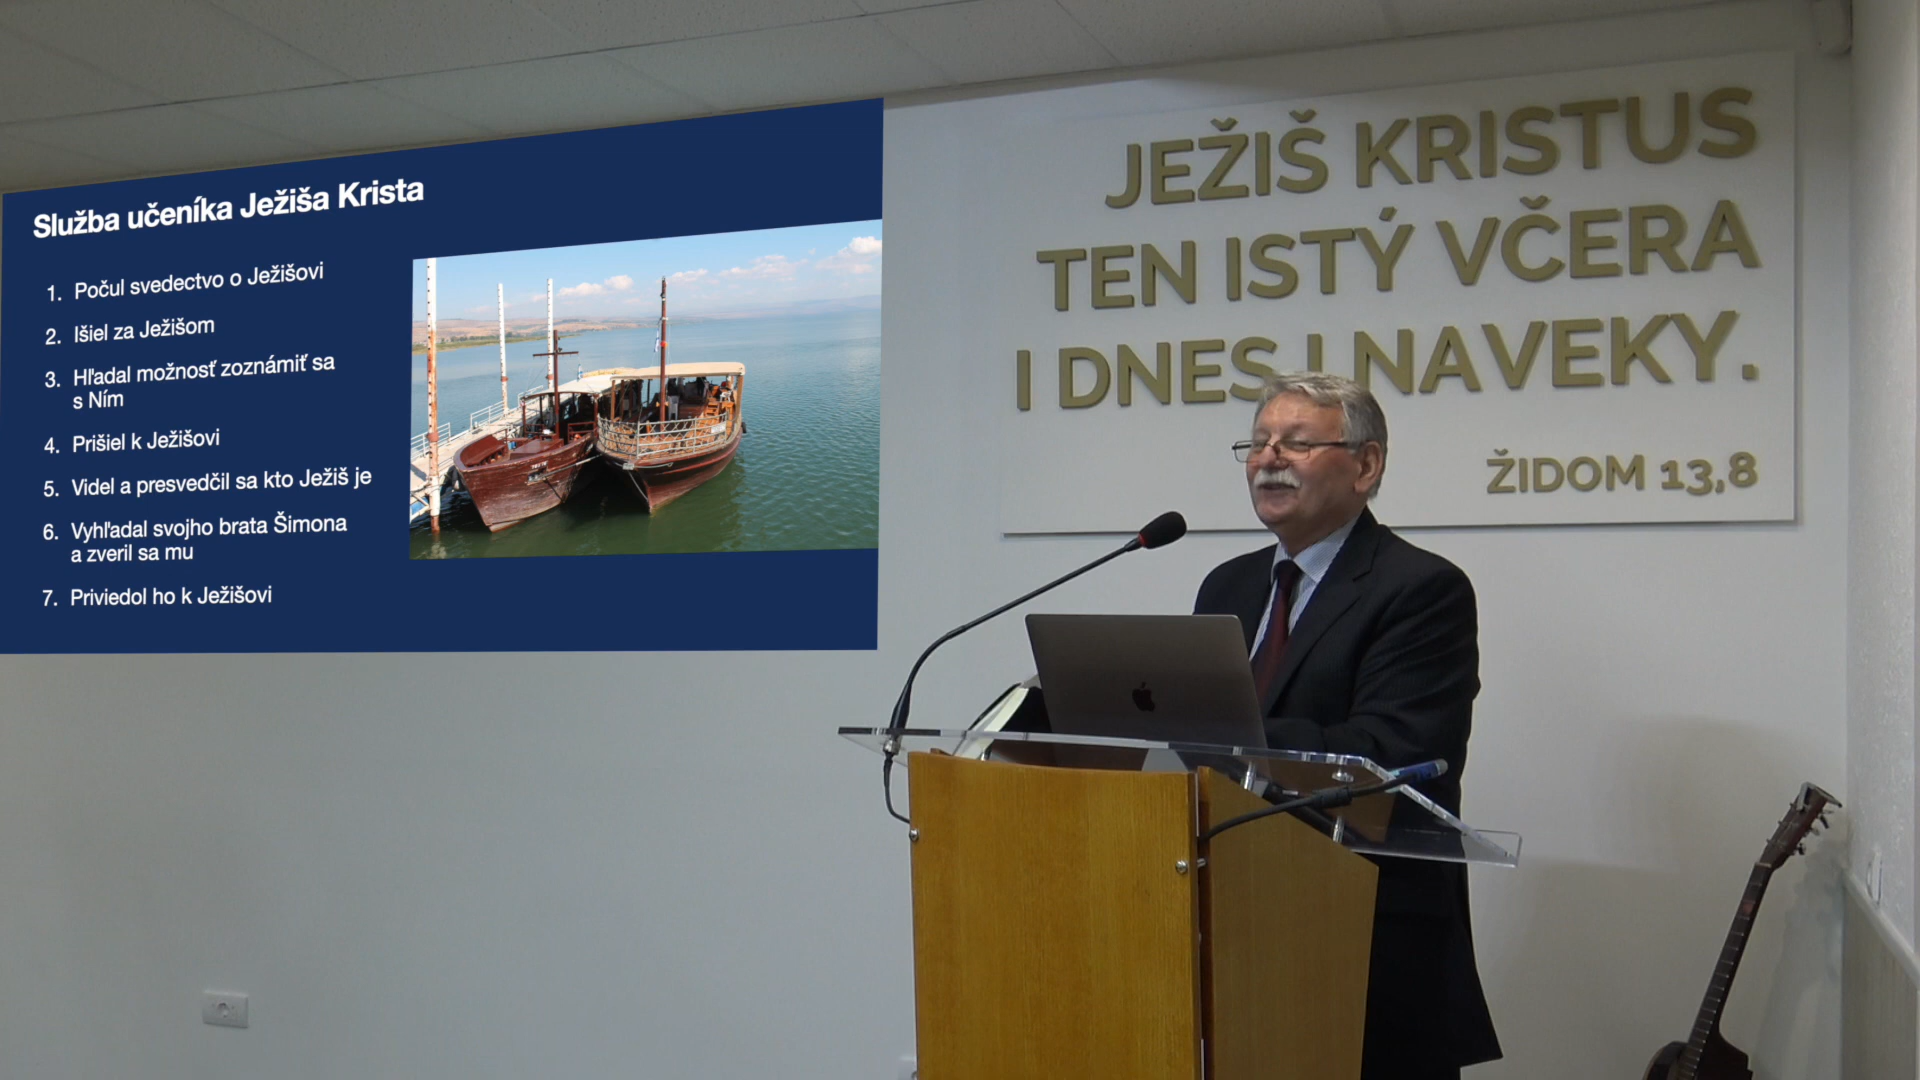 Služba učeníka Ježiša Krista
1. Počul svedectvo o Ježišovi
2. Išiel za Ježišom
3. Hľadal možnosť zoznámiť sa
s Ním
4. Prišiel k Ježišovi
5. Videl a presvedčil sa kto Ježiš je
6. Vyhľadal svojho brata Šimona
a zveril sa mu
7. Priviedol ho k Ježišovi
JEŽIŠ KRISTUS
TEN ISTÝ VČERA
I DNES I NAVEKY.
ŽIDOM 13,8